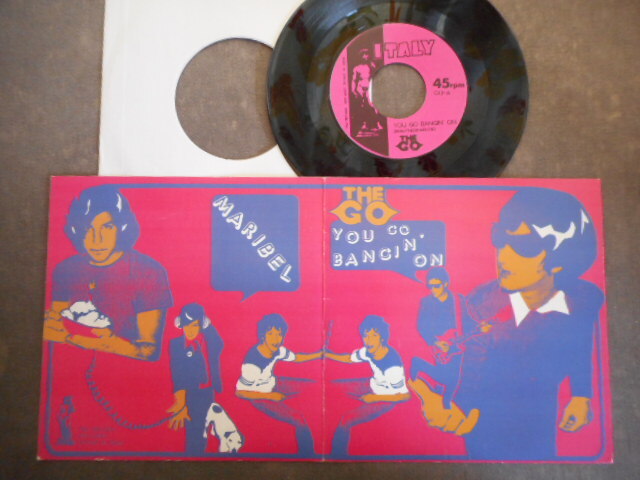 ITALY
45rpm
YOU GO BANGIN' ON
THE
GO
MARIBEL
THE
GO
YOU GO
BANGIN'
ON